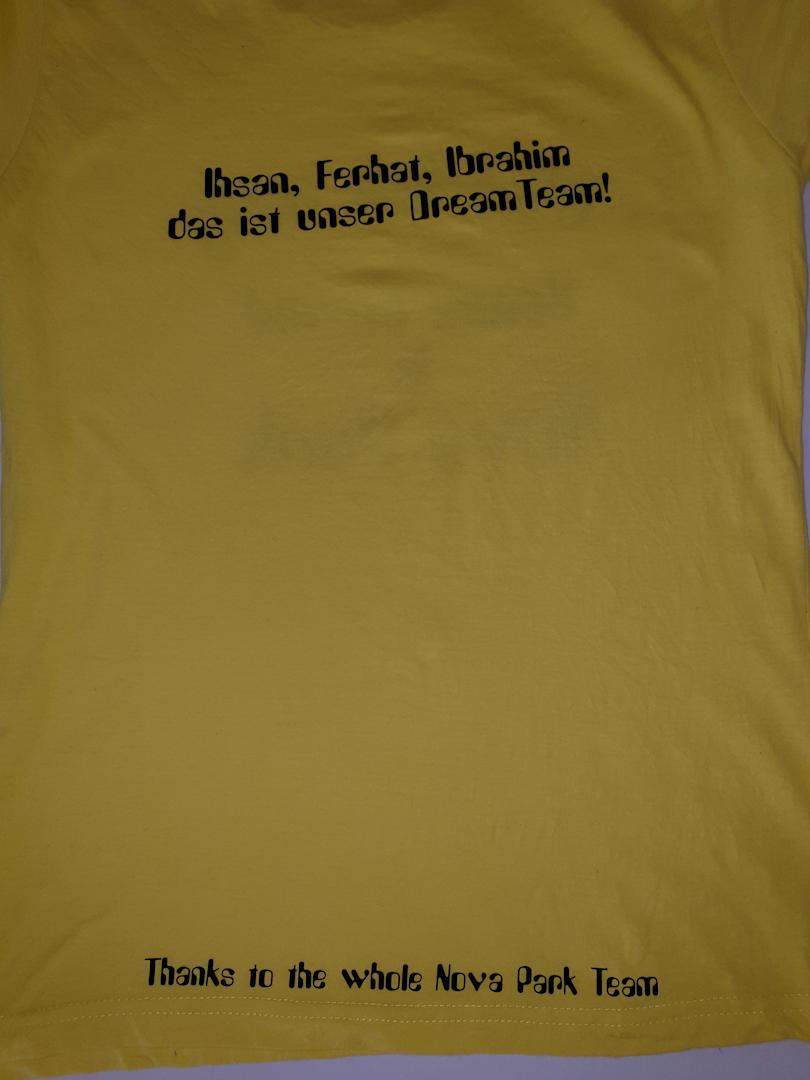 Ihsan, Ferhat, Ibrahim
das ist unser DreamTeam!
Thanks to the whole Nova Park Team